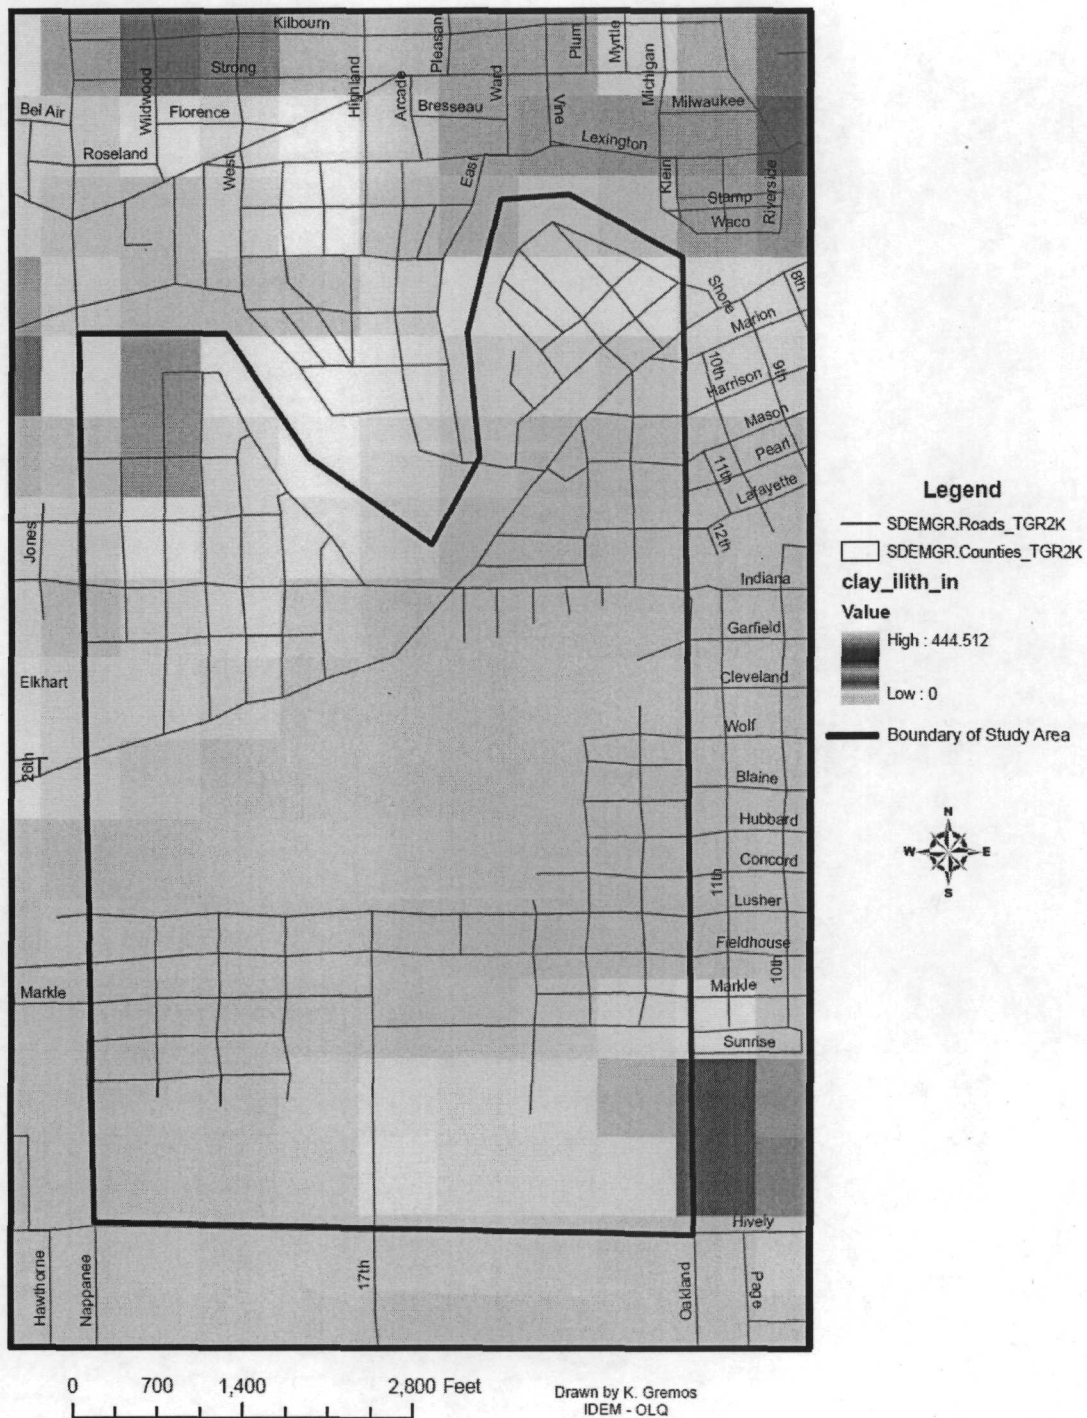 Kilbourn
Pleasant
Plum
Myrtle
Michigan
Strong
Highland
Arcade
Ward
Wildwood
Bel Air
Florence
Bresseau
Vine
Milwaukee
Lexington
Roseland
West
East
Klein
Stamp
Waco
Riverside
Shore
8th
Marion
10th
9th
Harrison
Mason
Pearl
11th
Lafayette
12th
Jones
Indiana
Garfield
Elkhart
Cleveland
Wolf
26th
Blaine
Hubbard
Concord
11th
Lusher
Fieldhouse
10th
Markle
Markle
Sunrise
Hively
Hawthorne
Nappanee
17th
Oakland
Page
Legend
SDEMGR.Roads_TGR2K
SDEMGR.Counties_TGR2K
clay_ilith_in
Value
High : 444.512
Low : 0
Boundary of Study Area
N
W E
S
0 700 1,400 2,800 Feet
Drawn by K. Gremos
IDEM - OLQ